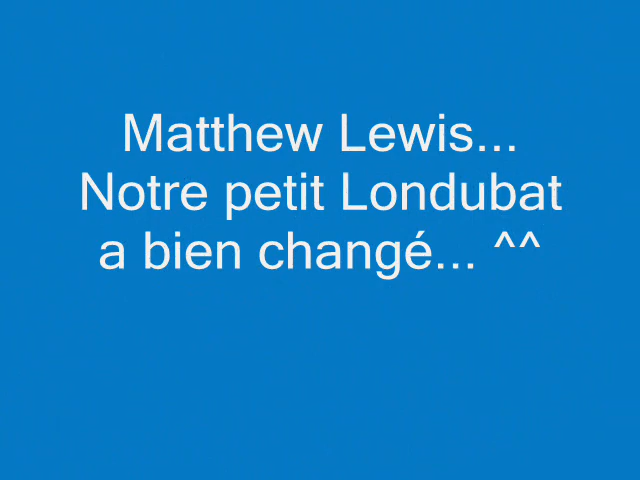 Matthew Lewis...
Notre petit Londubat
a bien changé... ^^